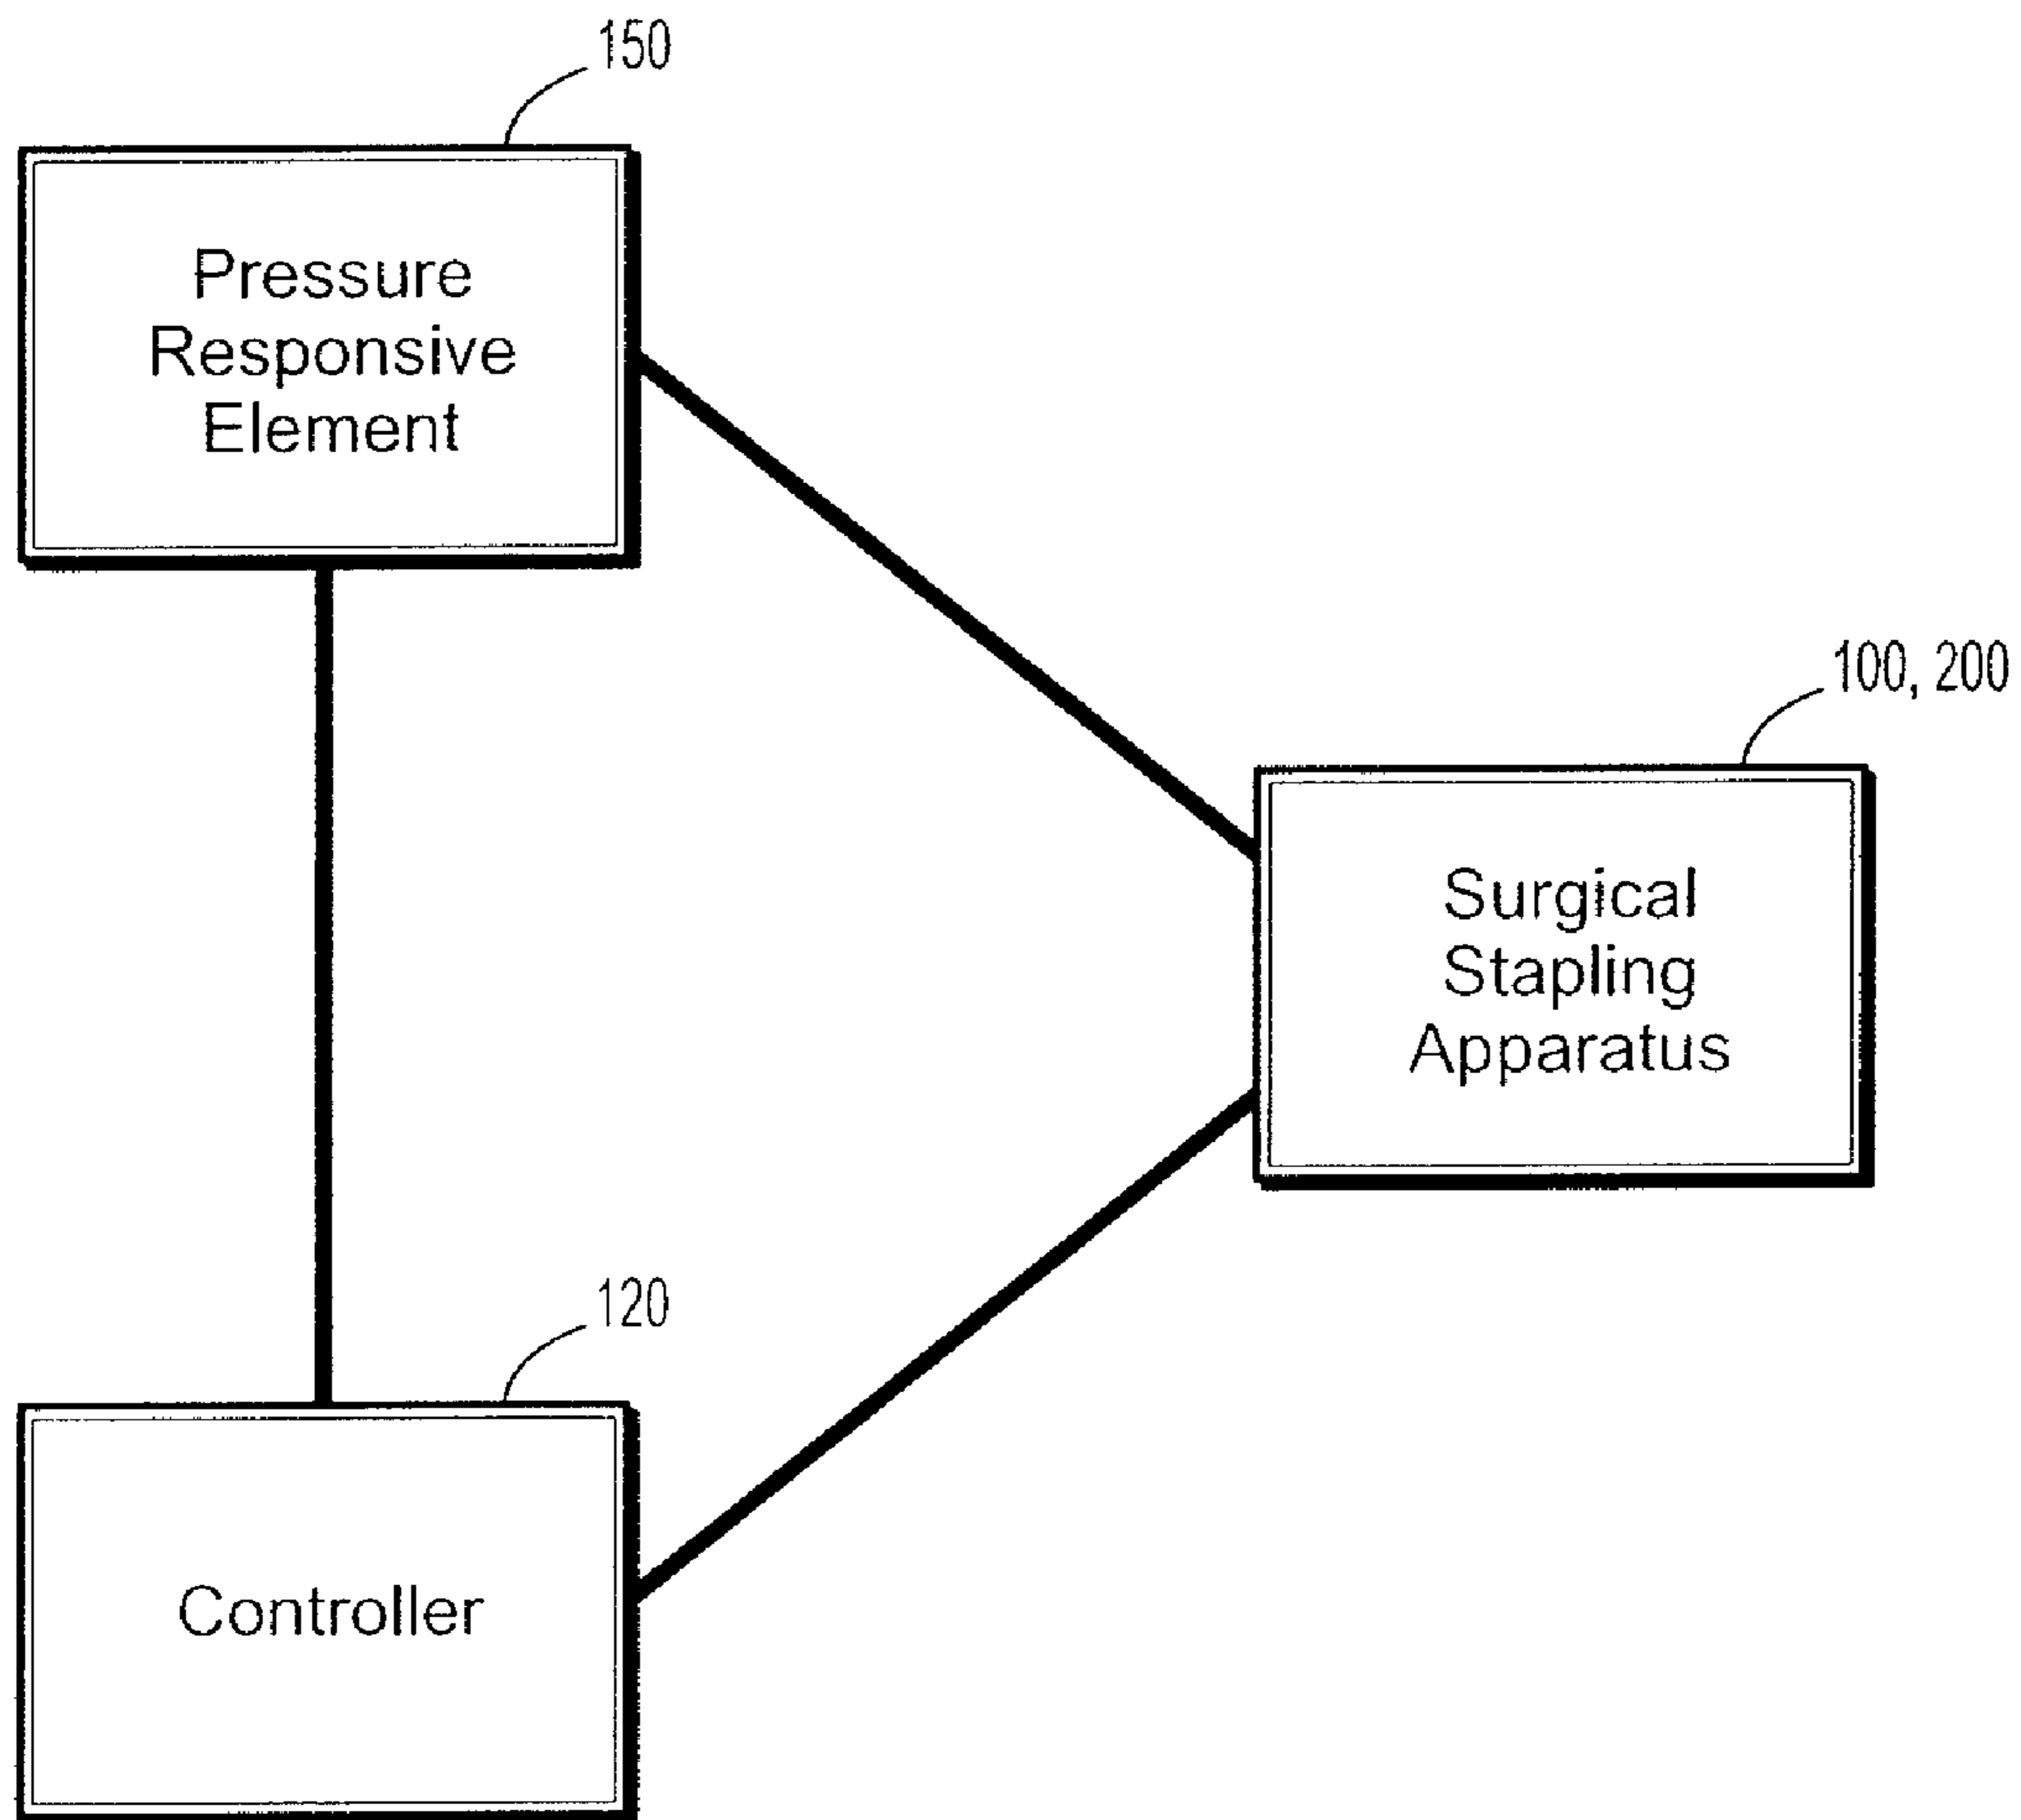 150
Pressure
Responsive
Element
100, 200
Surgical
Stapling
Apparatus
120
Controller